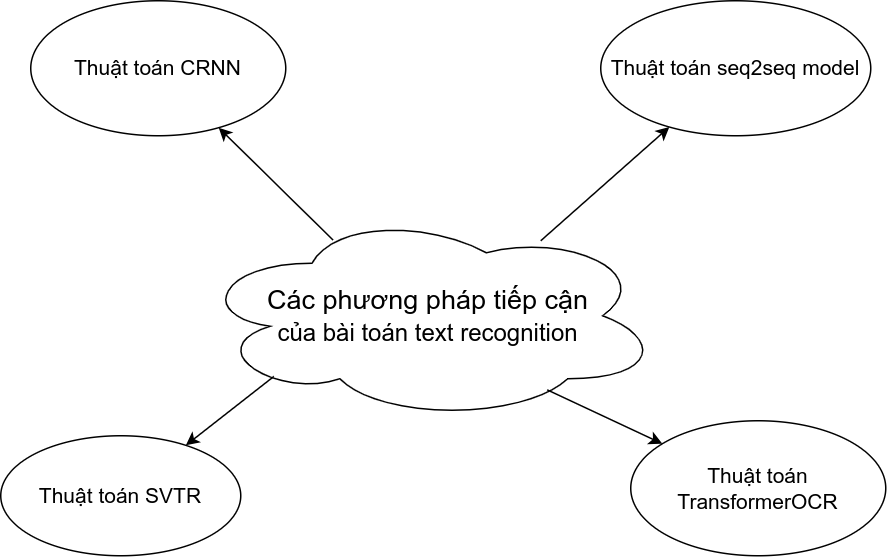 Thuật toán CRNN
Thuật toán seq2seq model
Các phương pháp tiếp cận
của bài toán text recognition
Thuật toán SVTR
Thuật toán
TransformerOCR